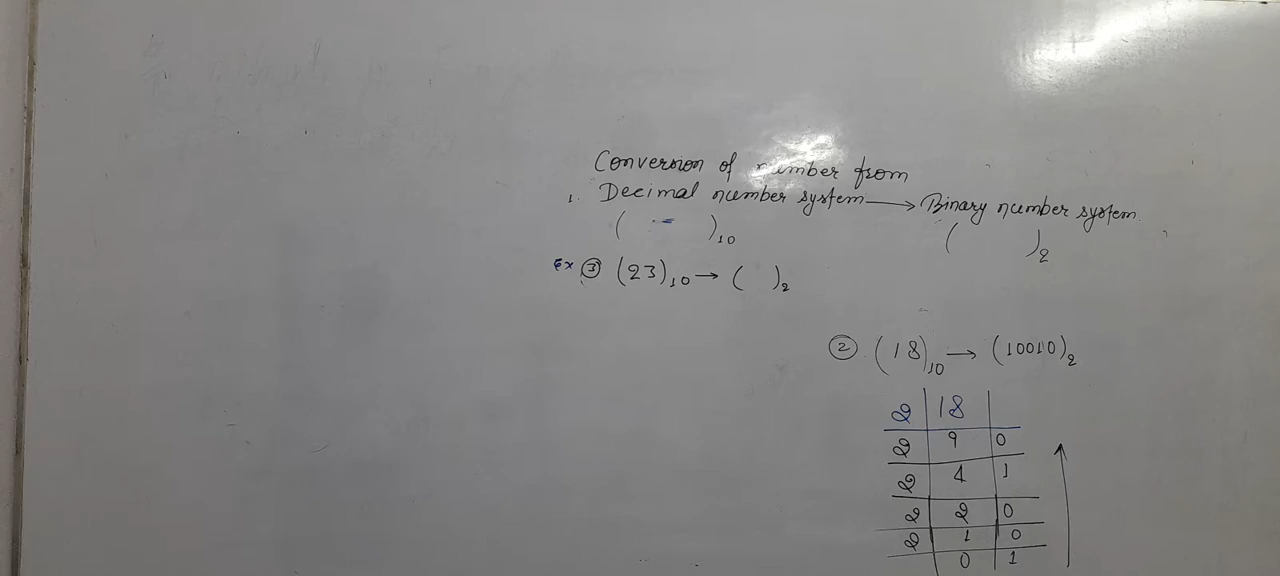 Conversion of number from
1. Decimal number system → Binary number system.
( )10 ( )2
Ex ③ (23)10 → ( )2
② (18)10 → (10010)2
2 | 18 |
2 | 9 | 0
2 | 4 | 1
2 | 2 | 0
2 | 1 | 0
0 | 1